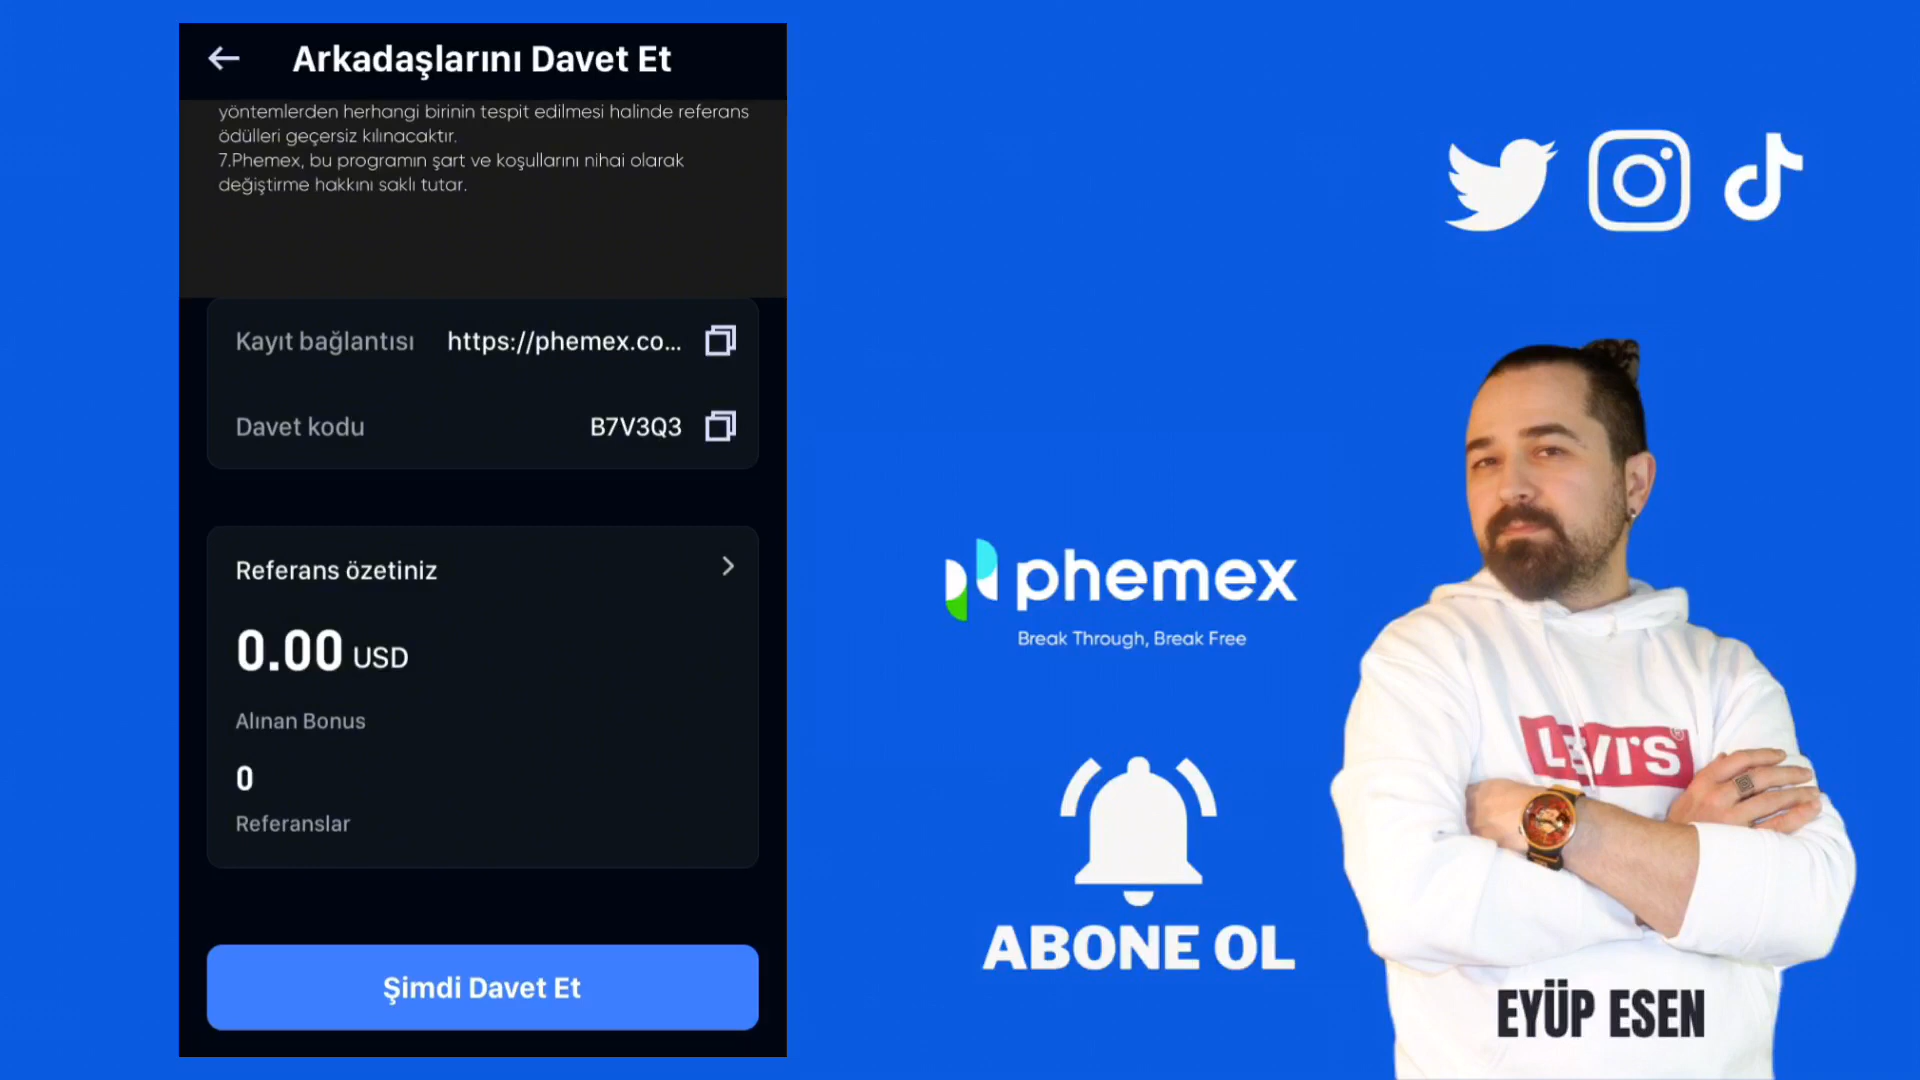 Arkadaşlarını Davet Et
yöntemlerden herhangi birinin tespit edilmesi halinde referans
ödülleri geçersiz kılınacaktır.
7.Phemex, bu programın şart ve koşullarını nihai olarak
değiştirme hakkını saklı tutar.
Kayıt bağlantısı https://phemex.co...
Davet kodu B7V3Q3
Referans özetiniz
0.00 USD
Alınan Bonus
0
Referanslar
Şimdi Davet Et
phemex
Break Through, Break Free
ABONE OL
LEVI'S®
EYÜP ESEN